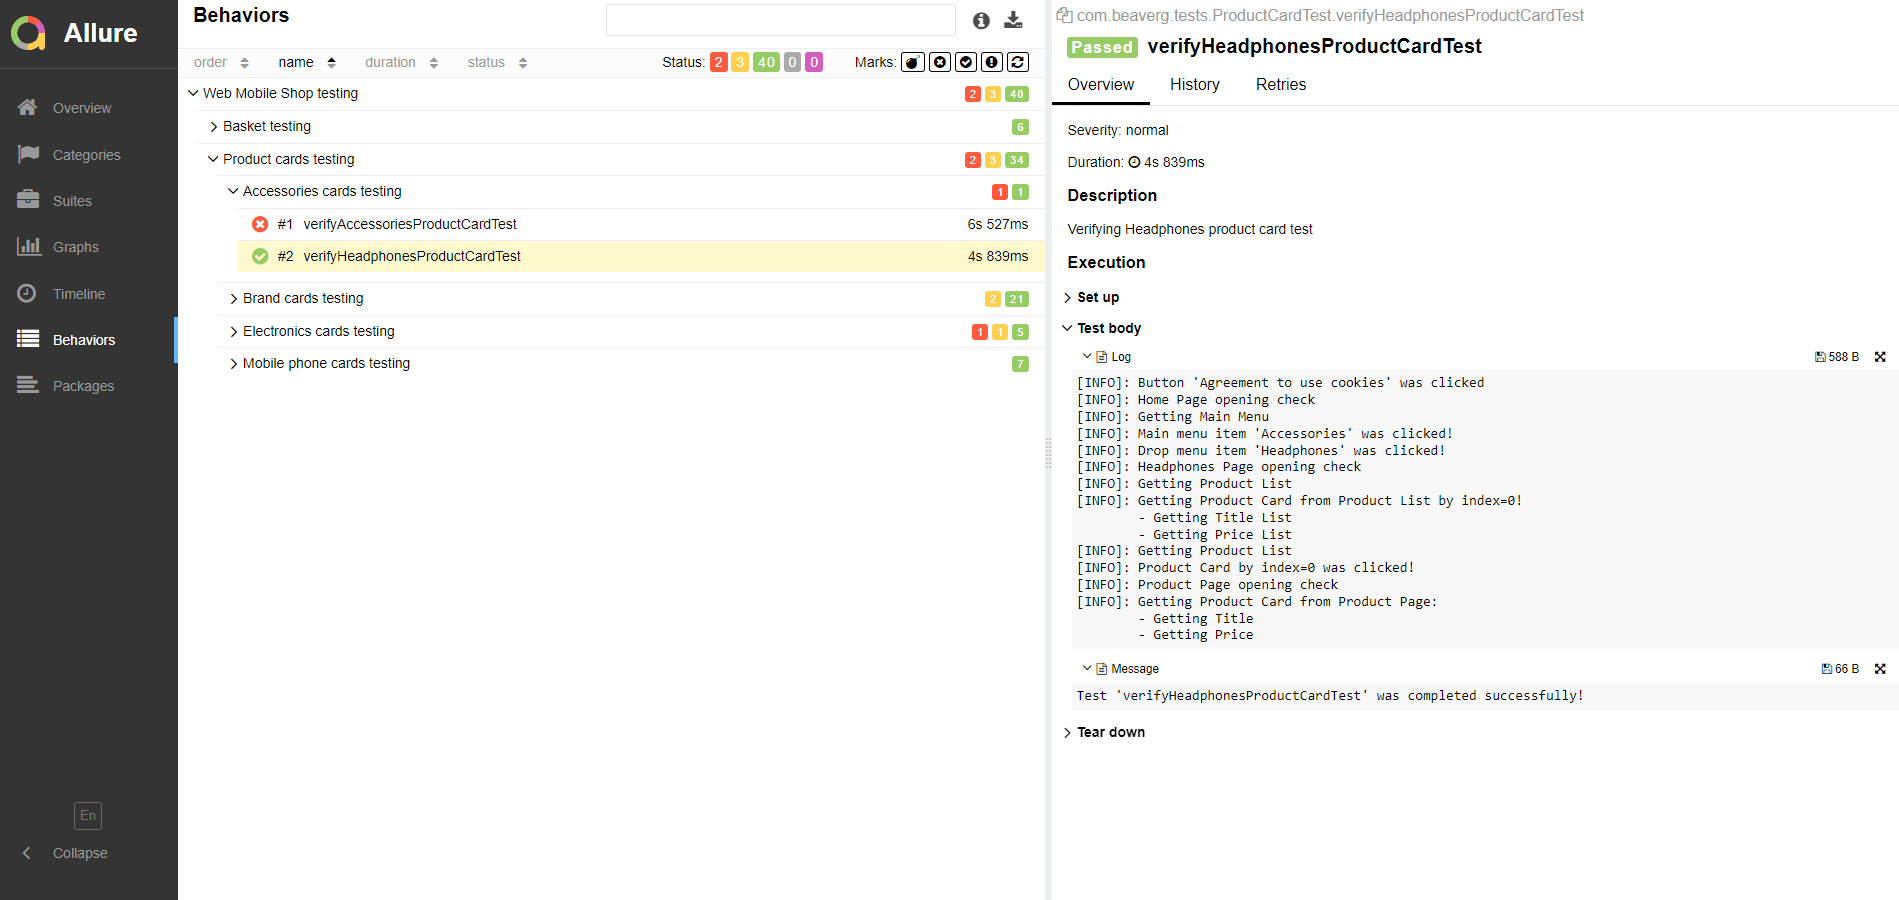 Allure
Overview
Categories
Suites
Graphs
Timeline
Behaviors
Packages
En
Collapse
Behaviors
order name duration status Status: 2 3 40 0 0 Marks:
Web Mobile Shop testing 2 3 40
Basket testing 6
Product cards testing 2 3 34
Accessories cards testing 1 1
#1 verifyAccessoriesProductCardTest 6s 527ms
#2 verifyHeadphonesProductCardTest 4s 839ms
Brand cards testing 2 21
Electronics cards testing 1 1 5
Mobile phone cards testing 7
com.beaverg.tests.ProductCardTest.verifyHeadphonesProductCardTest
Passed verifyHeadphonesProductCardTest
Overview History Retries
Severity: normal
Duration: 4s 839ms
Description
Verifying Headphones product card test
Execution
Set up
Test body
Log 588 B
[INFO]: Button 'Agreement to use cookies' was clicked
[INFO]: Home Page opening check
[INFO]: Getting Main Menu
[INFO]: Main menu item 'Accessories' was clicked!
[INFO]: Drop menu item 'Headphones' was clicked!
[INFO]: Headphones Page opening check
[INFO]: Getting Product List
[INFO]: Getting Product Card from Product List by index=0!
- Getting Title List
- Getting Price List
[INFO]: Getting Product List
[INFO]: Product Card by index=0 was clicked!
[INFO]: Product Page opening check
[INFO]: Getting Product Card from Product Page:
- Getting Title
- Getting Price
Message 66 B
Test 'verifyHeadphonesProductCardTest' was completed successfully!
Tear down